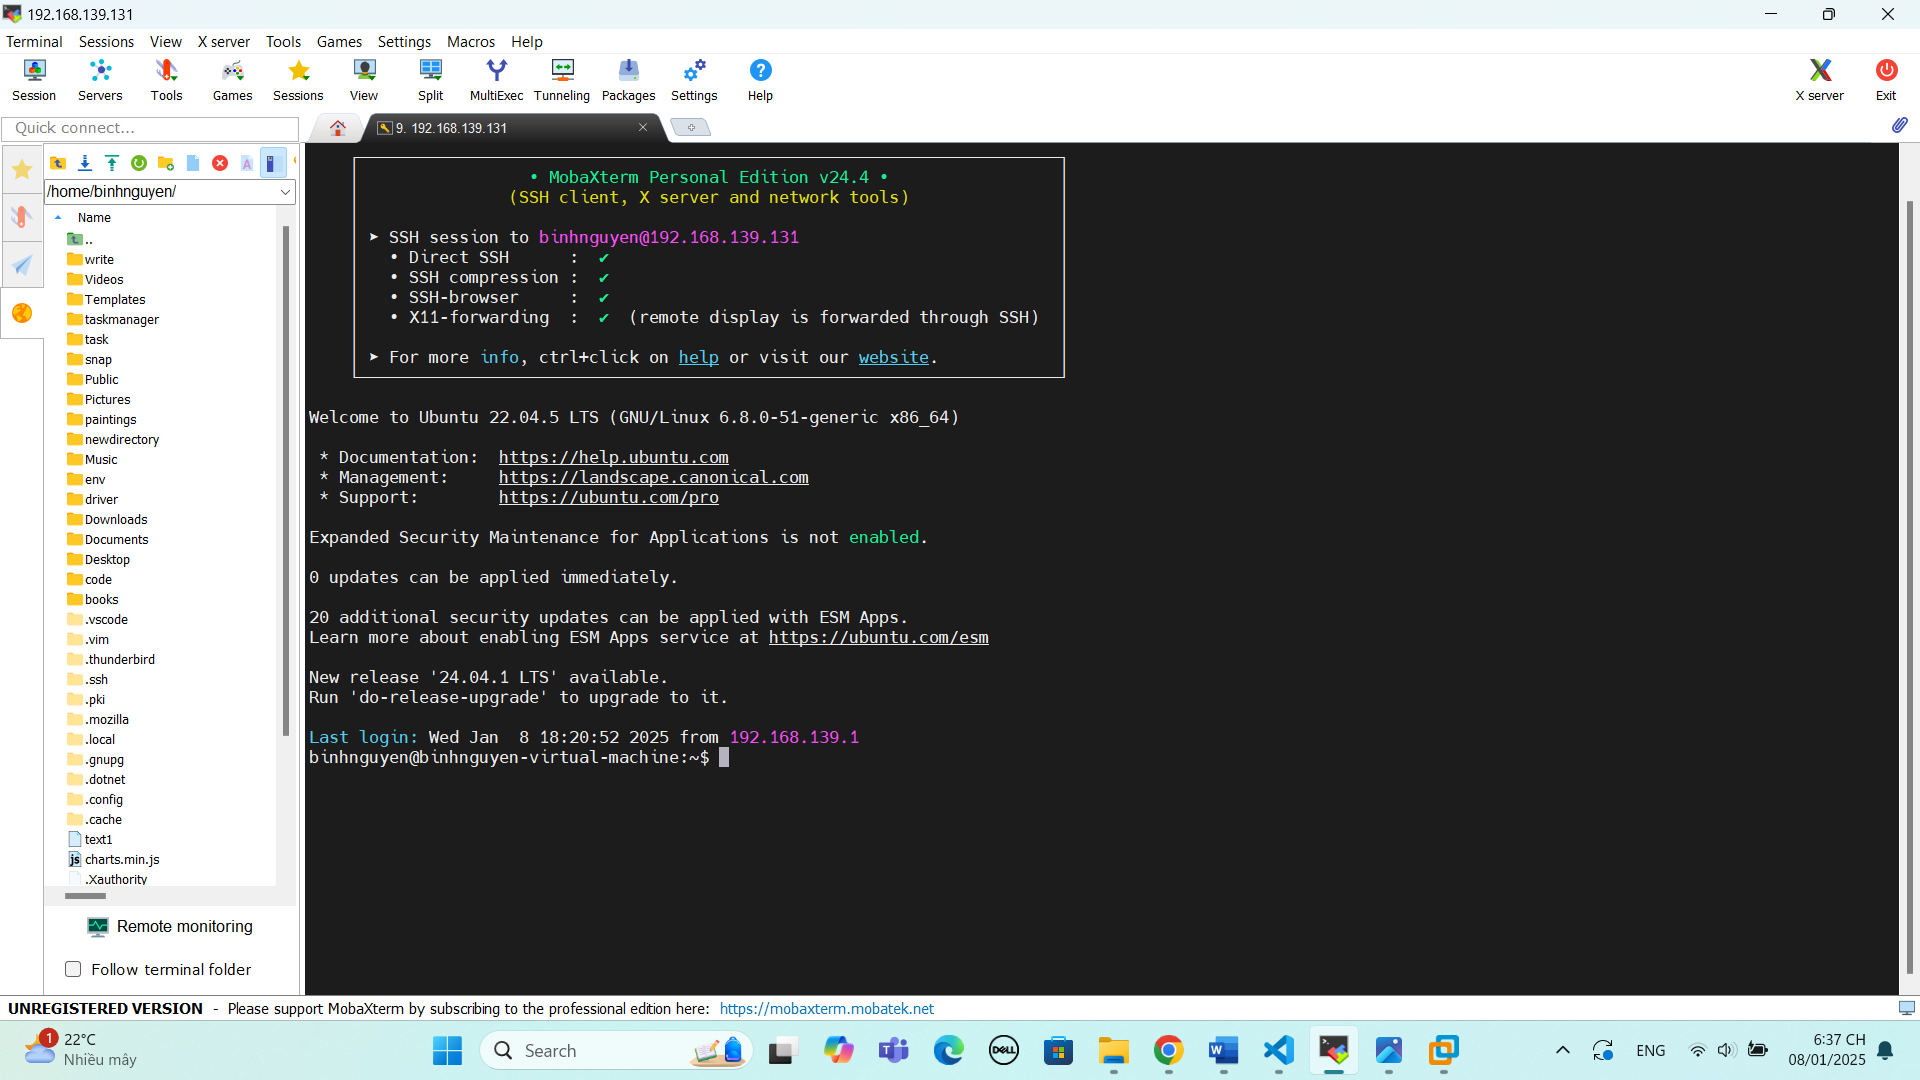 192.168.139.131
Terminal Sessions View X server Tools Games Settings Macros Help
Session Servers Tools Games Sessions View Split MultiExec Tunneling Packages Settings Help X server Exit
Quick connect...
9. 192.168.139.131
/home/binhnguyen/
Name
..
write
Videos
Templates
taskmanager
task
snap
Public
Pictures
paintings
newdirectory
Music
env
driver
Downloads
Documents
Desktop
code
books
.vscode
.vim
.thunderbird
.ssh
.pki
.mozilla
.local
.gnupg
.dotnet
.config
.cache
text1
charts.min.js
.Xauthority
Remote monitoring
Follow terminal folder
• MobaXterm Personal Edition v24.4 •
(SSH client, X server and network tools)
➤ SSH session to binhnguyen@192.168.139.131
• Direct SSH : ✔
• SSH compression : ✔
• SSH-browser : ✔
• X11-forwarding : ✔ (remote display is forwarded through SSH)
➤ For more info, ctrl+click on help or visit our website.
Welcome to Ubuntu 22.04.5 LTS (GNU/Linux 6.8.0-51-generic x86_64)
* Documentation: https://help.ubuntu.com
* Management: https://landscape.canonical.com
* Support: https://ubuntu.com/pro
Expanded Security Maintenance for Applications is not enabled.
0 updates can be applied immediately.
20 additional security updates can be applied with ESM Apps.
Learn more about enabling ESM Apps service at https://ubuntu.com/esm
New release '24.04.1 LTS' available.
Run 'do-release-upgrade' to upgrade to it.
Last login: Wed Jan  8 18:20:52 2025 from 192.168.139.1
binhnguyen@binhnguyen-virtual-machine:~$
UNREGISTERED VERSION - Please support MobaXterm by subscribing to the professional edition here: https://mobaxterm.mobatek.net
1
22°C
Nhiều mây
Search
DELL
ENG
6:37 CH
08/01/2025